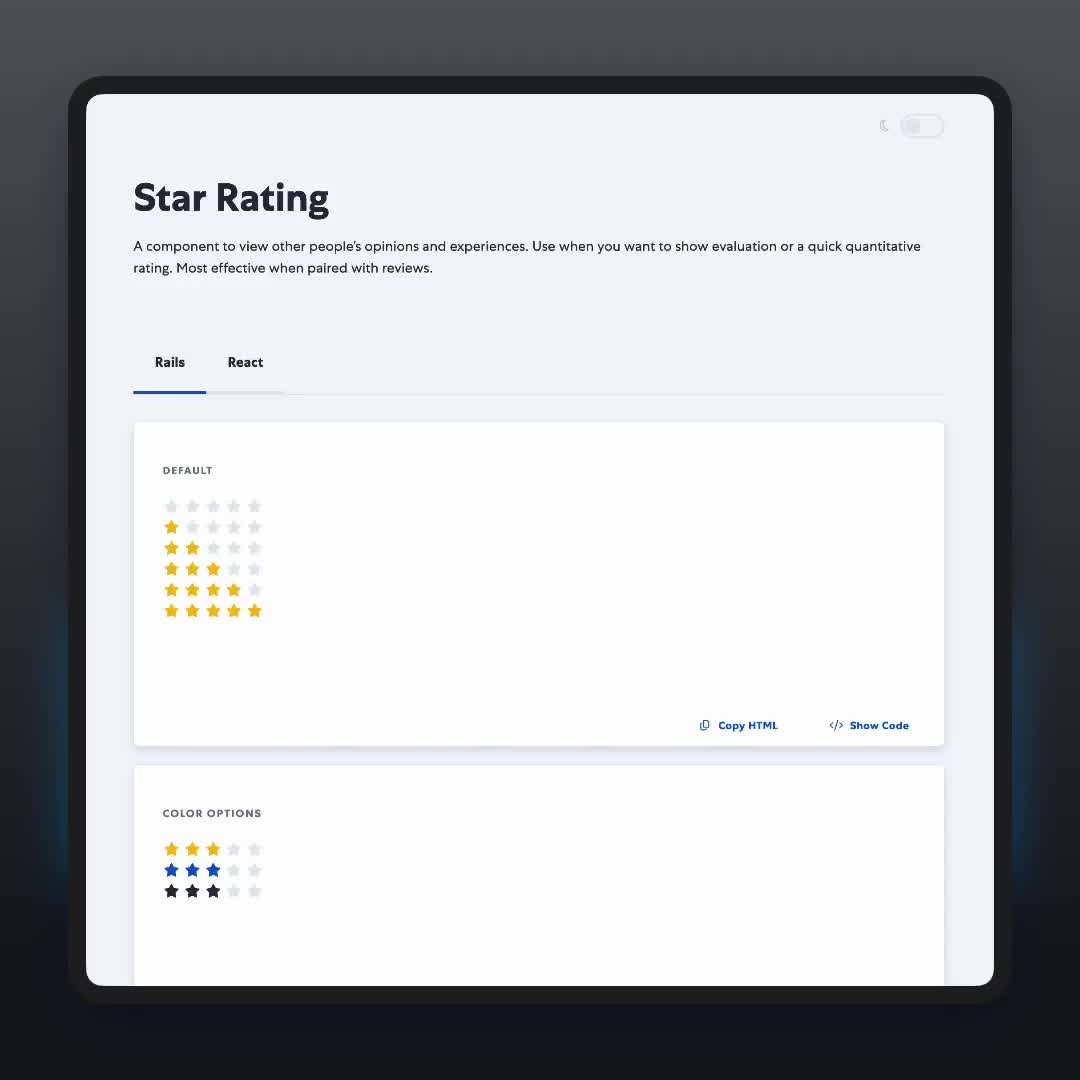 Star Rating
A component to view other people's opinions and experiences. Use when you want to show evaluation or a quick quantitative
rating. Most effective when paired with reviews.
Rails React
DEFAULT
Copy HTML </> Show Code
COLOR OPTIONS